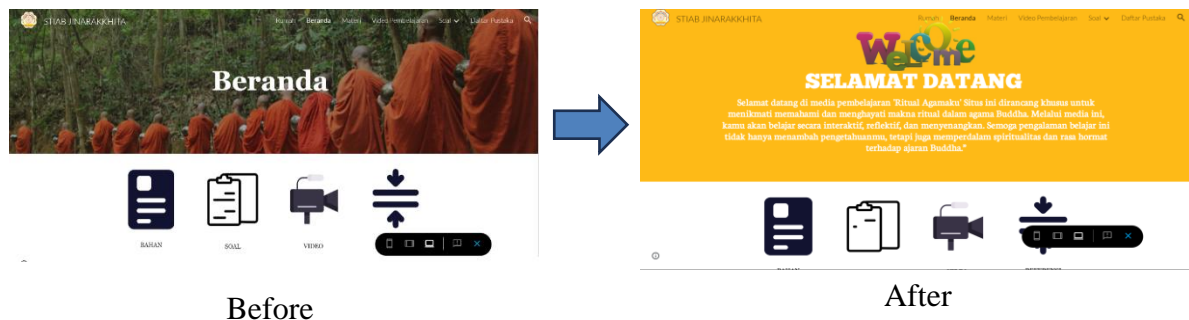 STIAB JINARAKKHITA
Rumum Beranda Materi Video Pembelajaran Soal Daftar Pustaka
Beranda
BAHAN SOAL VIDEO
Before
STIAB JINARAKKHITA
Rumum Beranda Materi Video Pembelajaran Soal Daftar Pustaka
Welcome
SELAMAT DATANG
Selamat datang di media pembelajaran 'Ritual Agamaku' Situs ini dirancang khusus untuk
menikmati memahami dan menghayati makna ritual dalam agama Buddha. Melalui media ini,
kamu akan belajar secara interaktif, reflektif, dan menyenangkan. Semoga pengalaman belajar ini
tidak hanya menambah pengetahuanmu, tetapi juga memperdalam spiritualitas dan rasa hormat
terhadap ajaran Buddha."
After